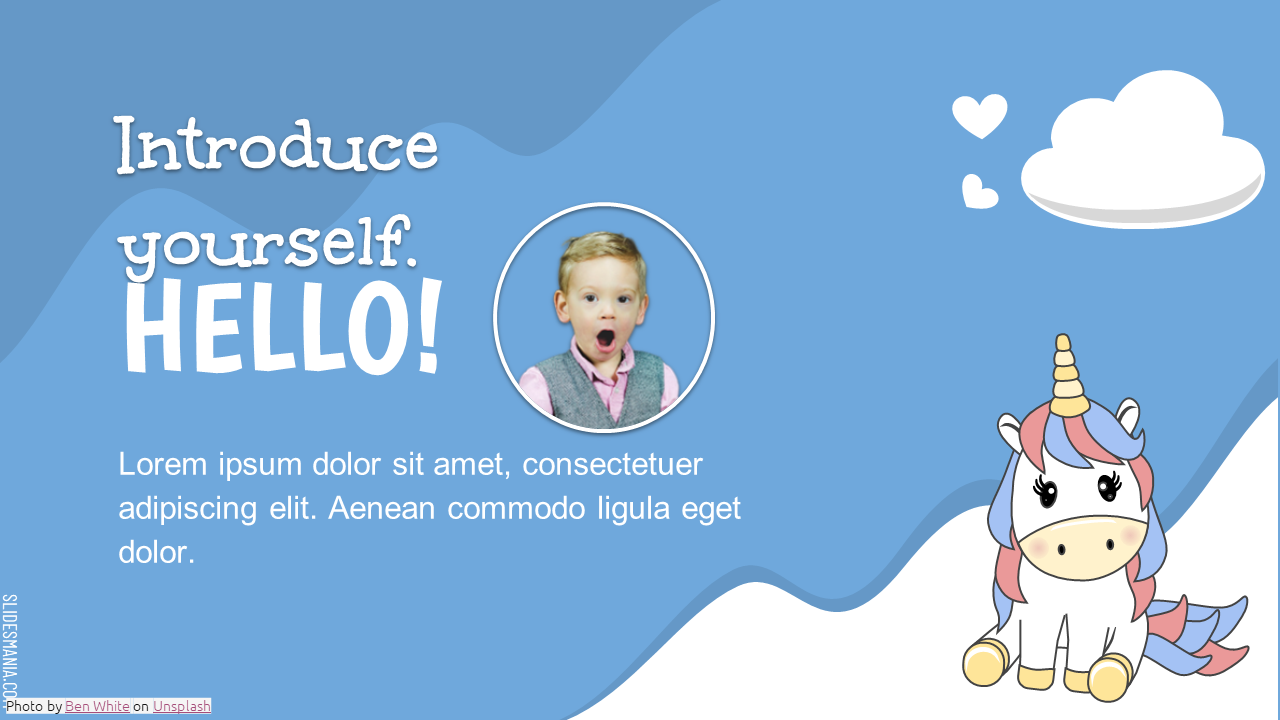 Introduce
yourself.
HELLO!
Lorem ipsum dolor sit amet, consectetuer
adipiscing elit. Aenean commodo ligula eget
dolor.
SLIDESMANIA.CO
Photo by Ben White on Unsplash